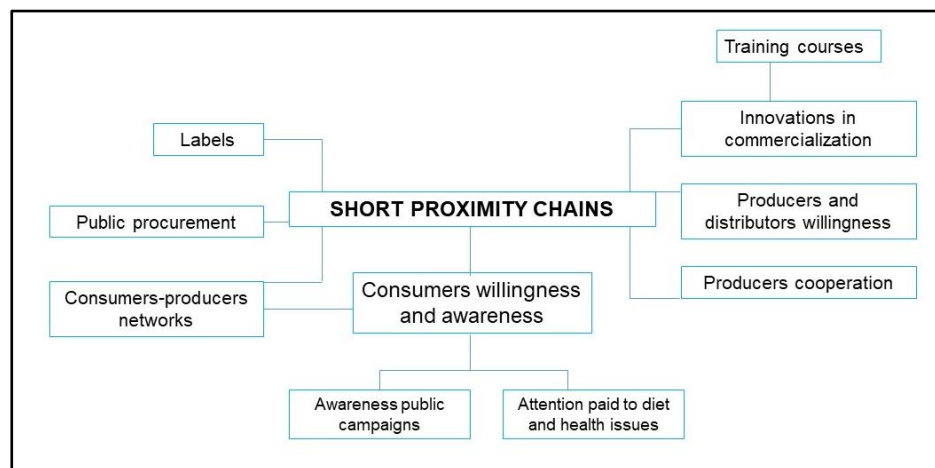 Training courses
Innovations in
commercialization
Labels
SHORT PROXIMITY CHAINS
Producers and
distributors willingness
Public procurement
Consumers willingness
and awareness
Producers cooperation
Consumers-producers
networks
Awareness public
campaigns
Attention paid to diet
and health issues